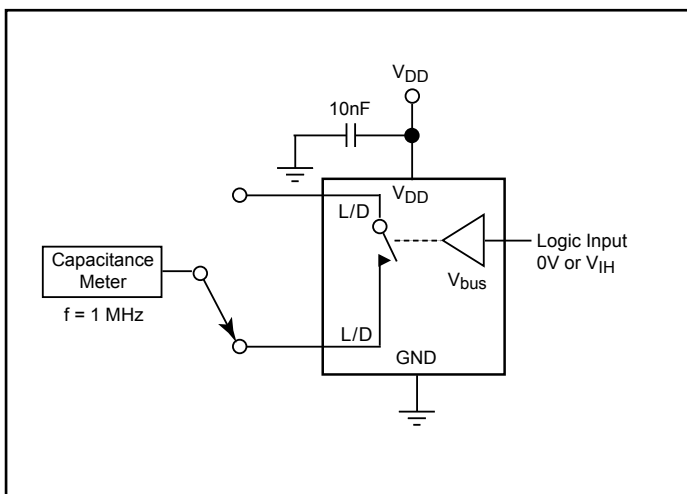 VDD
10nF
VDD
L/D
Capacitance
Meter
f = 1 MHz
Vbus
Logic Input
0V or VIH
L/D
GND